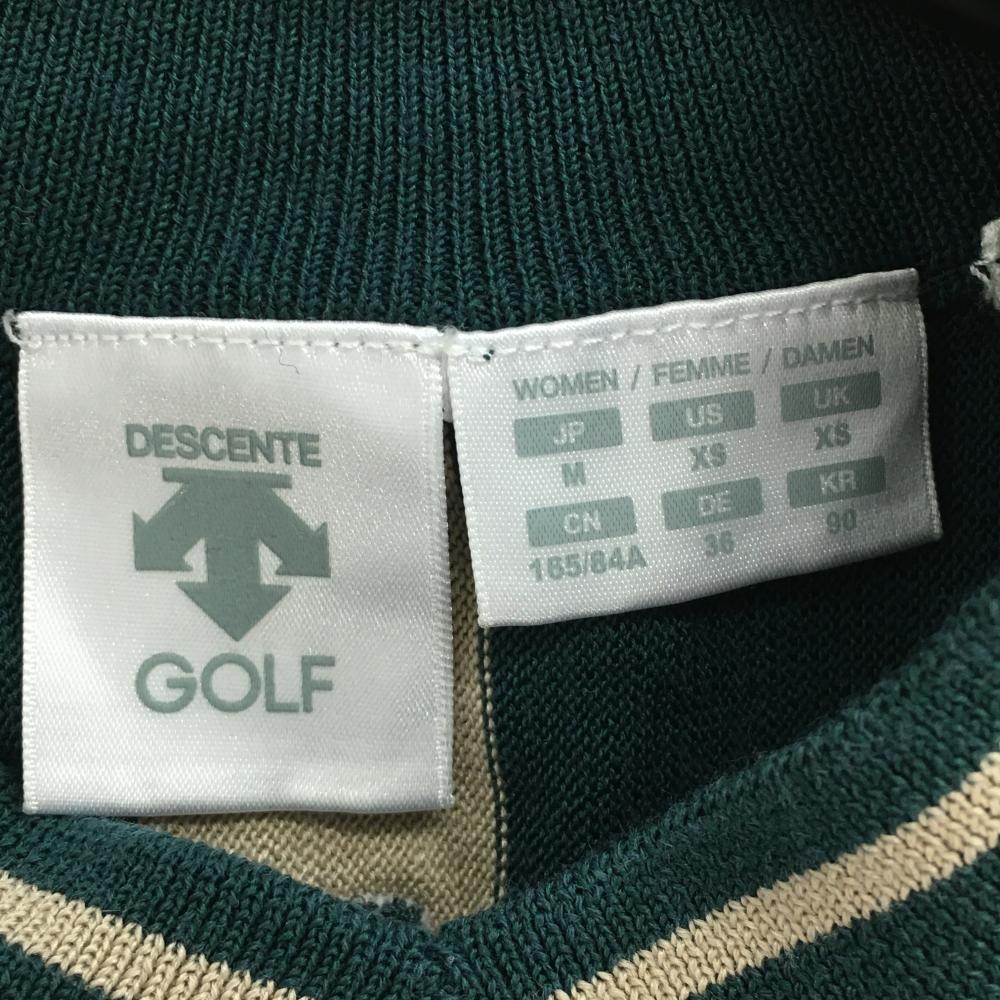 DESCENTE
GOLF
WOMEN / FEMME / DAMEN
JP US UK
M XS XS
CN DE KR
165/84A 36 90